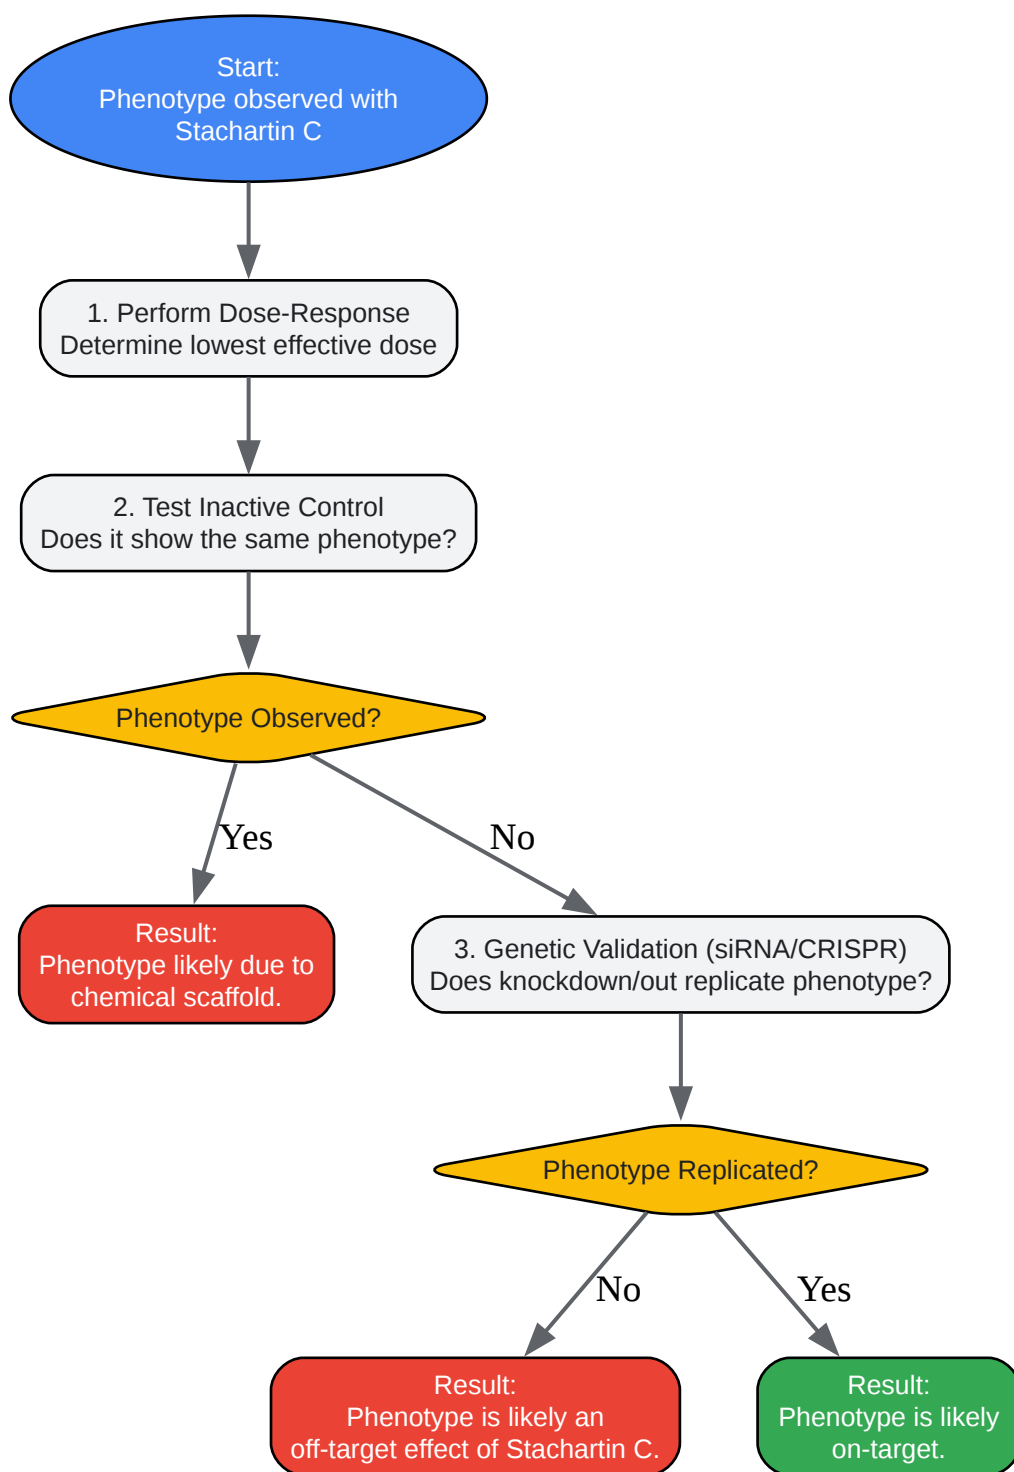 Start:
Phenotype observed with
Stachartin C
1. Perform Dose-Response
Determine lowest effective dose
2. Test Inactive Control
Does it show the same phenotype?
Phenotype Observed?
Yes
No
Result:
Phenotype likely due to
chemical scaffold.
3. Genetic Validation (siRNA/CRISPR)
Does knockdown/out replicate phenotype?
Phenotype Replicated?
No
Yes
Result:
Phenotype is likely an
off-target effect of Stachartin C.
Result:
Phenotype is likely
on-target.